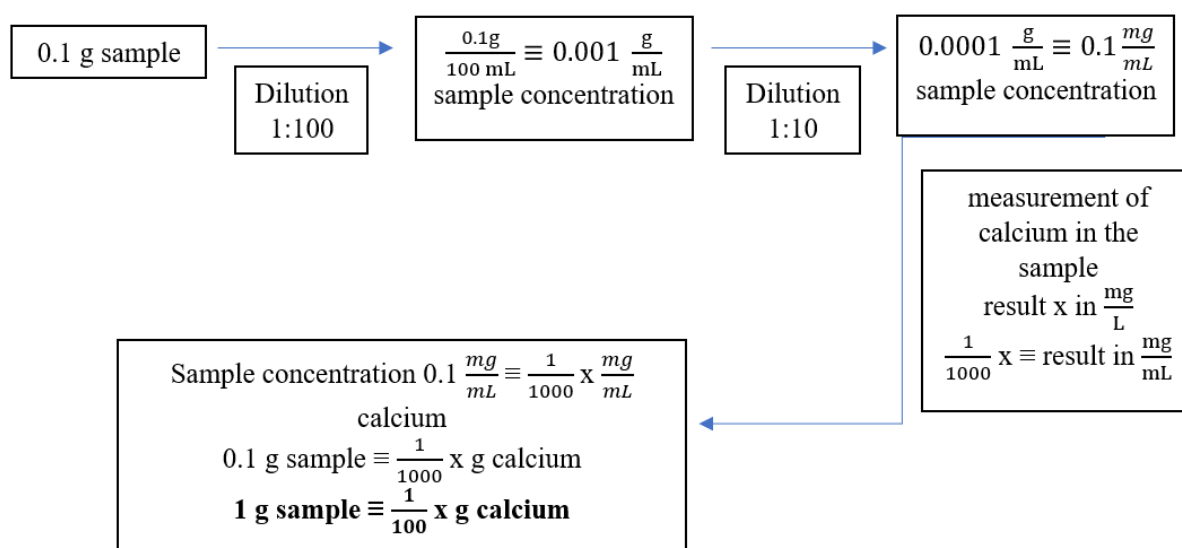 0.1 g sample
Dilution
1:100
0.1g/100 mL ≡ 0.001 g/mL
sample concentration
Dilution
1:10
0.0001 g/mL ≡ 0.1 mg/mL
sample concentration
measurement of
calcium in the
sample
result x in mg/L
1/1000 x ≡ result in mg/mL
Sample concentration 0.1 mg/mL ≡ 1/1000 x mg/mL
calcium
0.1 g sample ≡ 1/1000 x g calcium
1 g sample ≡ 1/100 x g calcium